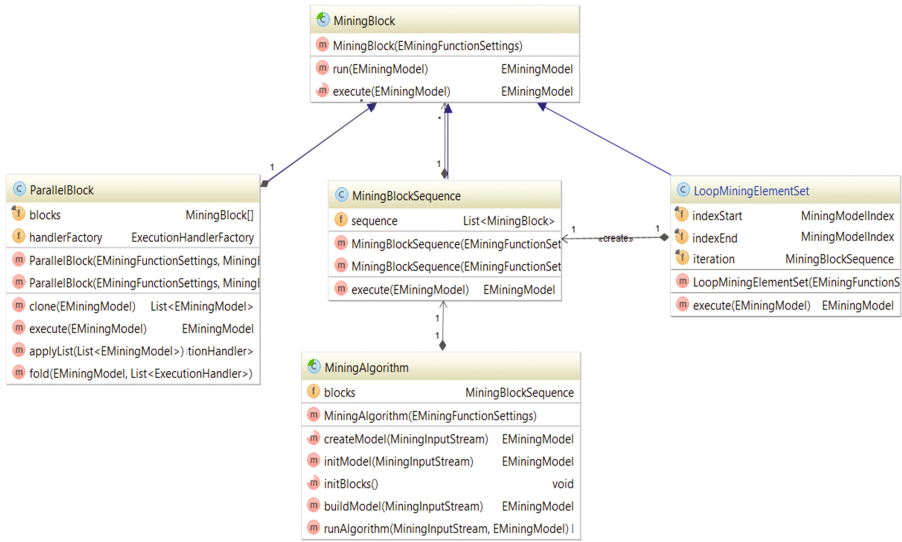 MiningBlock
MiningBlock(EMiningFunctionSettings)
run(EMiningModel) EMiningModel
execute(EMiningModel) EMiningModel
* 
*
1
1
ParallelBlock
blocks MiningBlock[]
handlerFactory ExecutionHandlerFactory
ParallelBlock(EMiningFunctionSettings, MiningI
ParallelBlock(EMiningFunctionSettings, MiningI
clone(EMiningModel) List<EMiningModel>
execute(EMiningModel) EMiningModel
applyList(List<EMiningModel>) :tionHandler>
fold(EMiningModel, List<ExecutionHandler>)
MiningBlockSequence
sequence List<MiningBlock>
MiningBlockSequence(EMiningFunctionSet
MiningBlockSequence(EMiningFunctionSet
execute(EMiningModel) EMiningModel
1 «create» 1
LoopMiningElementSet
indexStart MiningModelIndex
indexEnd MiningModelIndex
iteration MiningBlockSequence
LoopMiningElementSet(EMiningFunctionS
execute(EMiningModel) EMiningModel
1
1
MiningAlgorithm
blocks MiningBlockSequence
MiningAlgorithm(EMiningFunctionSettings)
createModel(MiningInputStream) EMiningModel
initModel(MiningInputStream) EMiningModel
initBlocks() void
buildModel(MiningInputStream) EMiningModel
runAlgorithm(MiningInputStream, EMiningModel)